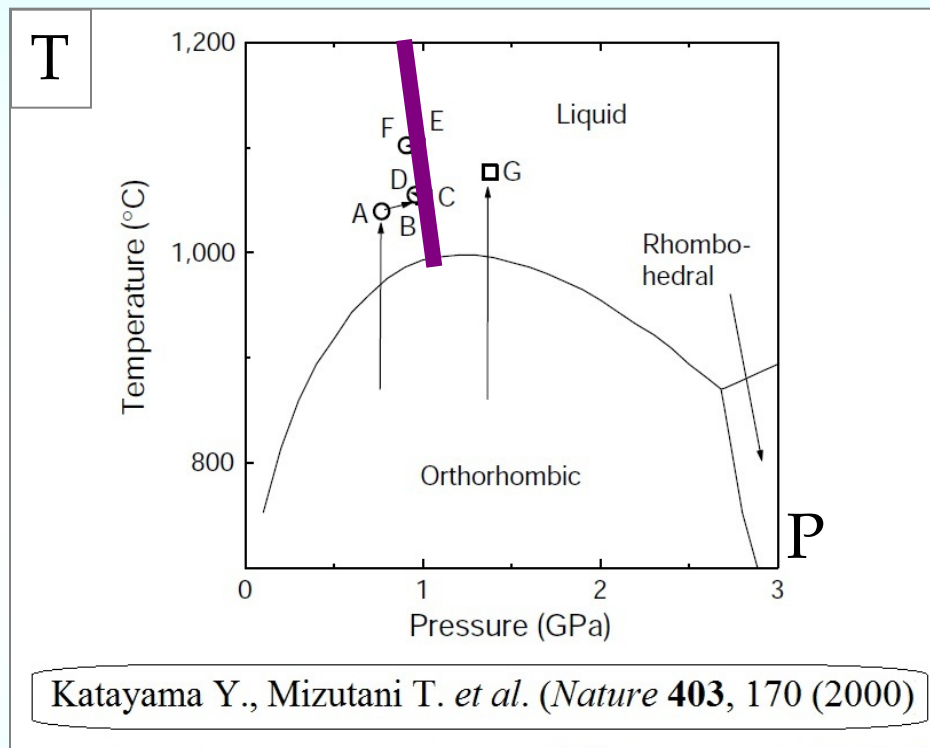 T
1,200
1,000
800
Temperature (°C)
Liquid
F E
D C
A B
G
Rhombo-
hedral
Orthorhombic
P
0 1 2 3
Pressure (GPa)
Katayama Y., Mizutani T. et al. (Nature 403, 170 (2000)